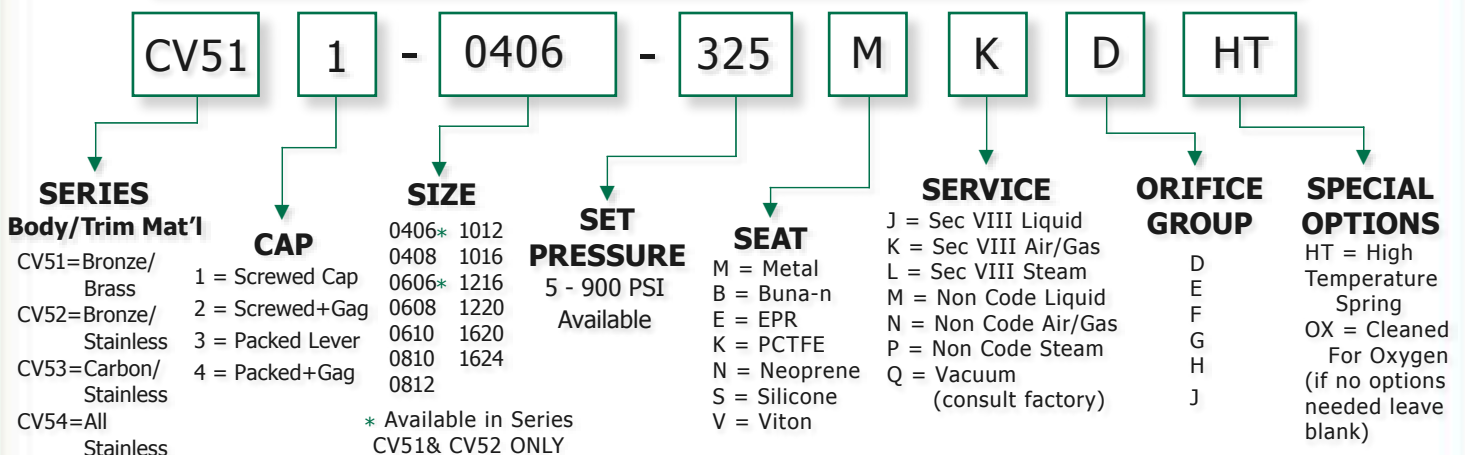 CV51 1 - 0406 - 325 M K D HT
SERIES
Body/Trim Mat'l
CV51=Bronze/
Brass
CV52=Bronze/
Stainless
CV53=Carbon/
Stainless
CV54=All
Stainless
CAP
1 = Screwed Cap
2 = Screwed+Gag
3 = Packed Lever
4 = Packed+Gag
SIZE
0406* 1012
0408 1016
0606* 1216
0608 1220
0610 1620
0810 1624
0812
* Available in Series
CV51& CV52 ONLY
SET
PRESSURE
5 - 900 PSI
Available
SEAT
M = Metal
B = Buna-n
E = EPR
K = PCTFE
N = Neoprene
S = Silicone
V = Viton
SERVICE
J = Sec VIII Liquid
K = Sec VIII Air/Gas
L = Sec VIII Steam
M = Non Code Liquid
N = Non Code Air/Gas
P = Non Code Steam
Q = Vacuum
(consult factory)
ORIFICE
GROUP
D
E
F
G
H
J
SPECIAL
OPTIONS
HT = High
Temperature
Spring
OX = Cleaned
For Oxygen
(if no options
needed leave
blank)